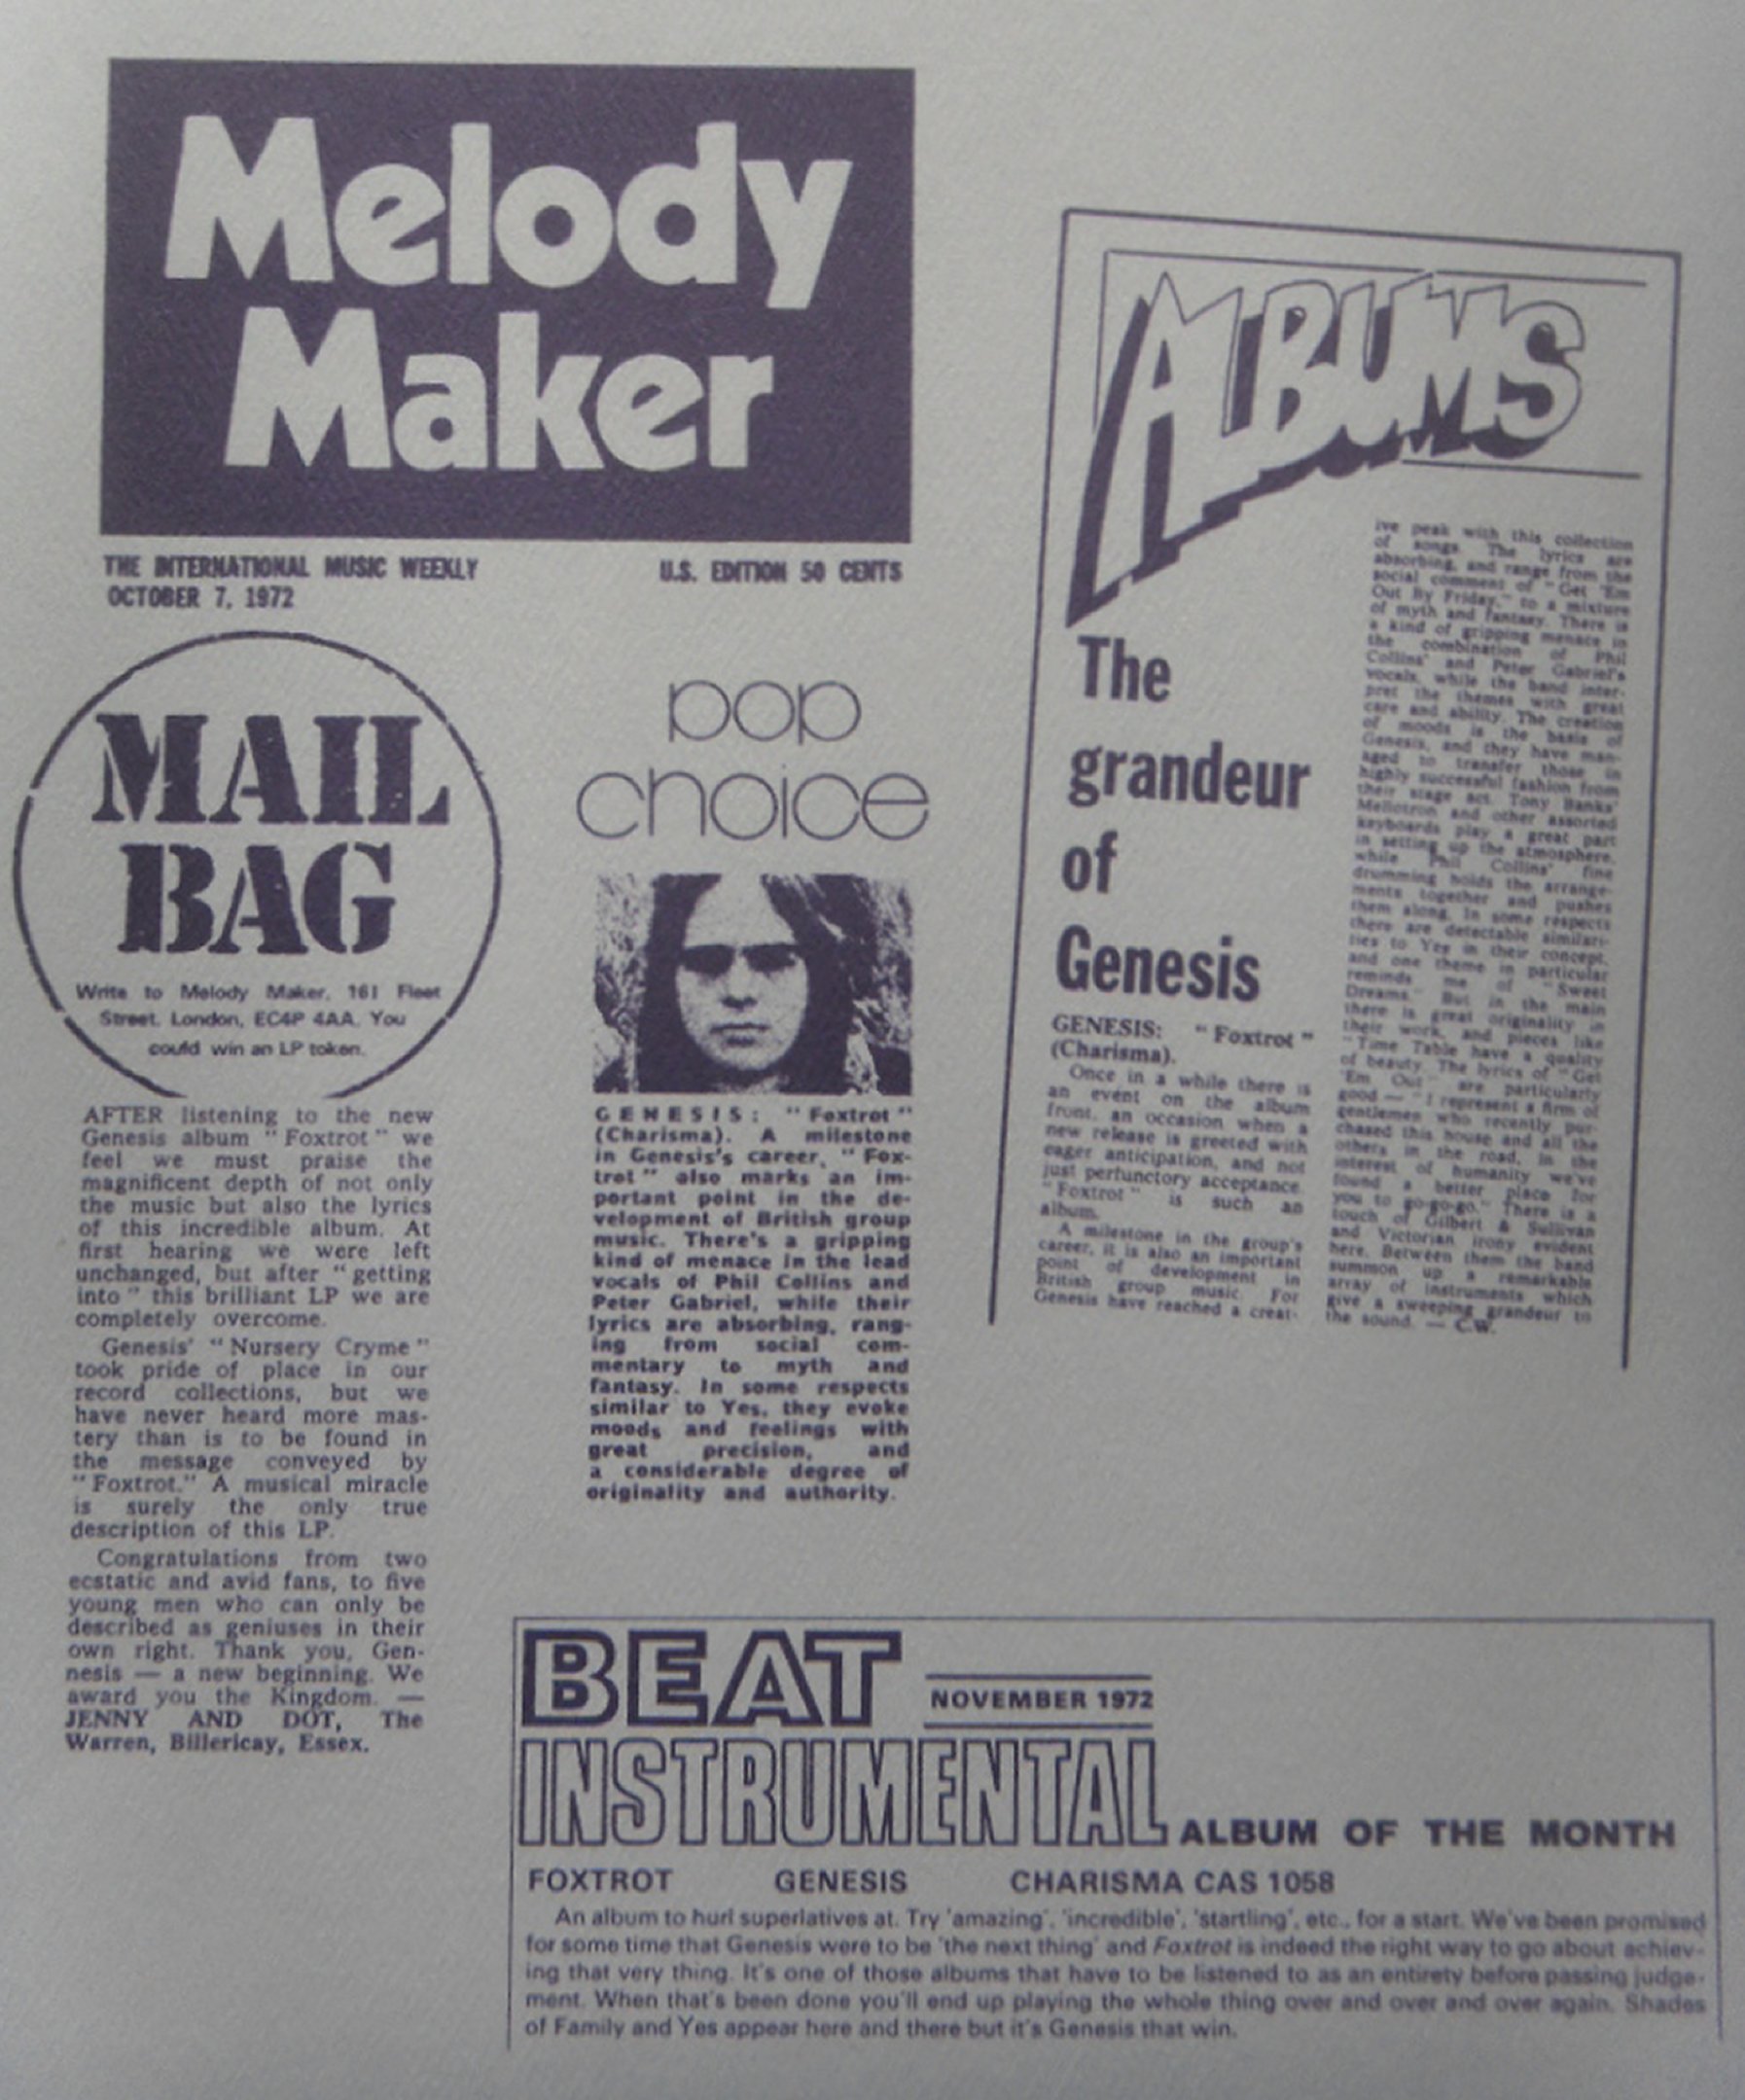 Melody
Maker
THE INTERNATIONAL MUSIC WEEKLY
OCTOBER 7, 1972
U.S. EDITION 50 CENTS
MAIL
BAG
Write to Melody Maker, 161 Fleet
Street, London, EC4P 4AA. You
could win an LP token.
AFTER listening to the new
Genesis album "Foxtrot" we
feel we must praise the
magnificent depth of not only
the music but also the lyrics
of this incredible album. At
first hearing we were left
unchanged, but after "getting
into" this brilliant LP we are
completely overcome.
Genesis' "Nursery Cryme"
took pride of place in our
record collections, but we
have never heard more mas-
tery than is to be found in
the message conveyed by
"Foxtrot." A musical miracle
is surely the only true
description of this LP.
Congratulations from two
ecstatic and avid fans, to five
young men who can only be
described as geniuses in their
own right. Thank you, Gen-
nesis — a new beginning. We
award you the Kingdom. —
JENNY AND DOT, The
Warren, Billericay, Essex.
pop
choice
GENESIS: "Foxtrot"
(Charisma). A milestone
in Genesis's career, "Fox-
trot" also marks an im-
portant point in the de-
velopment of British group
music. There's a gripping
kind of menace in the lead
vocals of Phil Collins and
Peter Gabriel, while their
lyrics are absorbing, rang-
ing from social com-
mentary to myth and
fantasy. In some respects
similar to Yes, they evoke
moods and feelings with
great precision, and
a considerable degree of
originality and authority.
ALBUMS
The
grandeur
of
Genesis
GENESIS: "Foxtrot"
(Charisma).
Once in a while there is
an event on the album
front, an occasion when a
new release is greeted with
eager anticipation, and not
just perfunctory acceptance.
"Foxtrot" is such an
album.
A milestone in the group's
career, it is also an important
point of development in
British group music. For
Genesis have reached a creat-
ive peak with this collection
of songs. The lyrics are
absorbing, and range from the
social comment of "Get 'Em
Out By Friday," to a mixture
of myth and fantasy. There is
a kind of gripping menace in
the combination of Phil
Collins' and Peter Gabriel's
vocals, while the band inter-
pret the themes with great
care and ability. The creation
of moods is the basis of
Genesis, and they have man-
aged to transfer those in
highly successful fashion from
their stage act. Tony Banks'
Mellotron and other assorted
keyboards play a great part
in setting up the atmosphere,
while Phil Collins' fine
drumming holds the arrange-
ments together and pushes
them along. In some respects
there are detectable similari-
ties to Yes in their concept,
and one theme in particular
reminds me of "Sweet
Dreams." But in the main
there is great originality in
their work, and pieces like
"Time Table have a quality
of beauty. The lyrics of "Get
'Em Out" are particularly
good — "I represent a firm of
gentlemen who recently pur-
chased this house and all the
others in the road, In the
interest of humanity we've
found a better place for
you to go-go-go." There is a
touch of Gilbert & Sullivan
and Victorian irony evident
here. Between them the band
summon up a remarkable
array of instruments which
give a sweeping grandeur to
the sound. — C.W.
BEAT
NOVEMBER 1972
INSTRUMENTAL ALBUM OF THE MONTH
FOXTROT GENESIS CHARISMA CAS 1058
An album to hurl superlatives at. Try 'amazing', 'incredible', 'startling', etc., for a start. We've been promised
for some time that Genesis were to be 'the next thing' and Foxtrot is indeed the right way to go about achiev-
ing that very thing. It's one of those albums that have to be listened to as an entirety before passing judge-
ment. When that's been done you'll end up playing the whole thing over and over and over again. Shades
of Family and Yes appear here and there but it's Genesis that win.